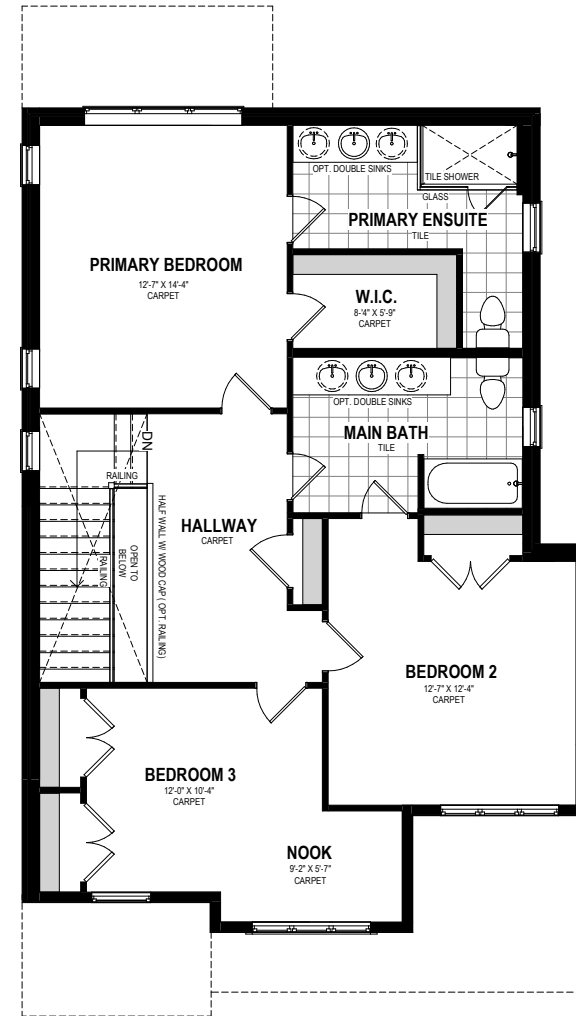 OPT. DOUBLE SINKS
TILE SHOWER
GLASS
PRIMARY ENSUITE
TILE
PRIMARY BEDROOM
12'-7" X 14'-4"
CARPET
W.I.C.
8'-4" X 5'-9"
CARPET
OPT. DOUBLE SINKS
MAIN BATH
TILE
DN
RAILING
HALLWAY
CARPET
HALF WALL W/ WOOD CAP ( OPT. RAILING )
OPEN TO
BELOW
RAILING
BEDROOM 2
12'-7" X 12'-4"
CARPET
BEDROOM 3
12'-0" X 10'-4"
CARPET
NOOK
9'-2" X 5'-7"
CARPET